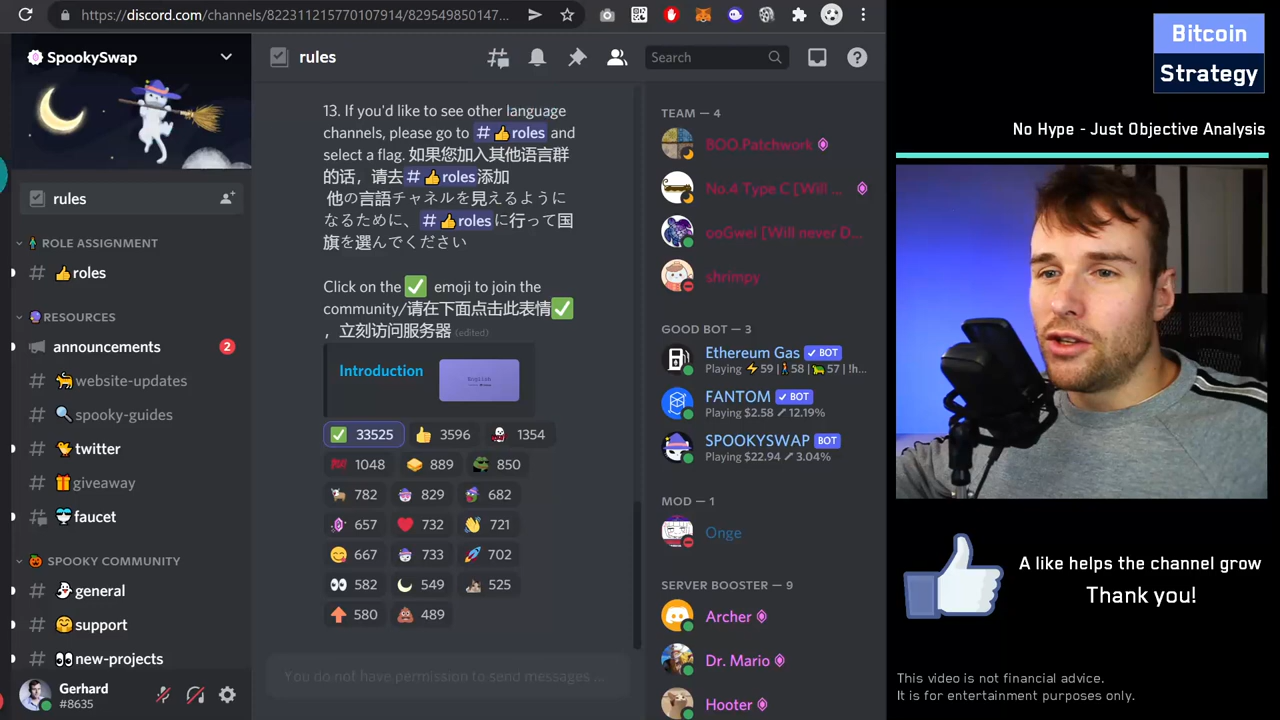 https://discord.com/channels/822311215770107914/829549850147...
SpookySwap
rules
ROLE ASSIGNMENT
roles
RESOURCES
announcements
2
website-updates
spooky-guides
twitter
giveaway
faucet
SPOOKY COMMUNITY
general
support
new-projects
Gerhard
#8635
rules
Search
13. If you'd like to see other language
channels, please go to # 👍roles and
select a flag. 如果您加入其他语言群
的话，请去# 👍roles添加
他の言語チャネルを見えるように
なるために、 # 👍rolesに行って国
旗を選んでください
Click on the ✅ emoji to join the
community/请在下面点击此表情✅
，立刻访问服务器 (edited)
Introduction
English
33525 3596 1354
1048 889 850
782 829 682
657 732 721
667 733 702
582 549 525
580 489
You do not have permission to send messages ...
TEAM — 4
BOO.Patchwork
No.4 Type C [Will ...
ooGwei [Will never D...
shrimpy
GOOD BOT — 3
Ethereum Gas ✓ BOT
Playing ⚡59 | 🚶58 | 🐢57 | !h...
FANTOM ✓ BOT
Playing $2.58 ⬈ 12.19%
SPOOKYSWAP BOT
Playing $22.94 ⬈ 3.04%
MOD — 1
Onge
SERVER BOOSTER — 9
Archer
Dr. Mario
Hooter
Bitcoin
Strategy
No Hype - Just Objective Analysis
A like helps the channel grow
Thank you!
This video is not financial advice.
It is for entertainment purposes only.